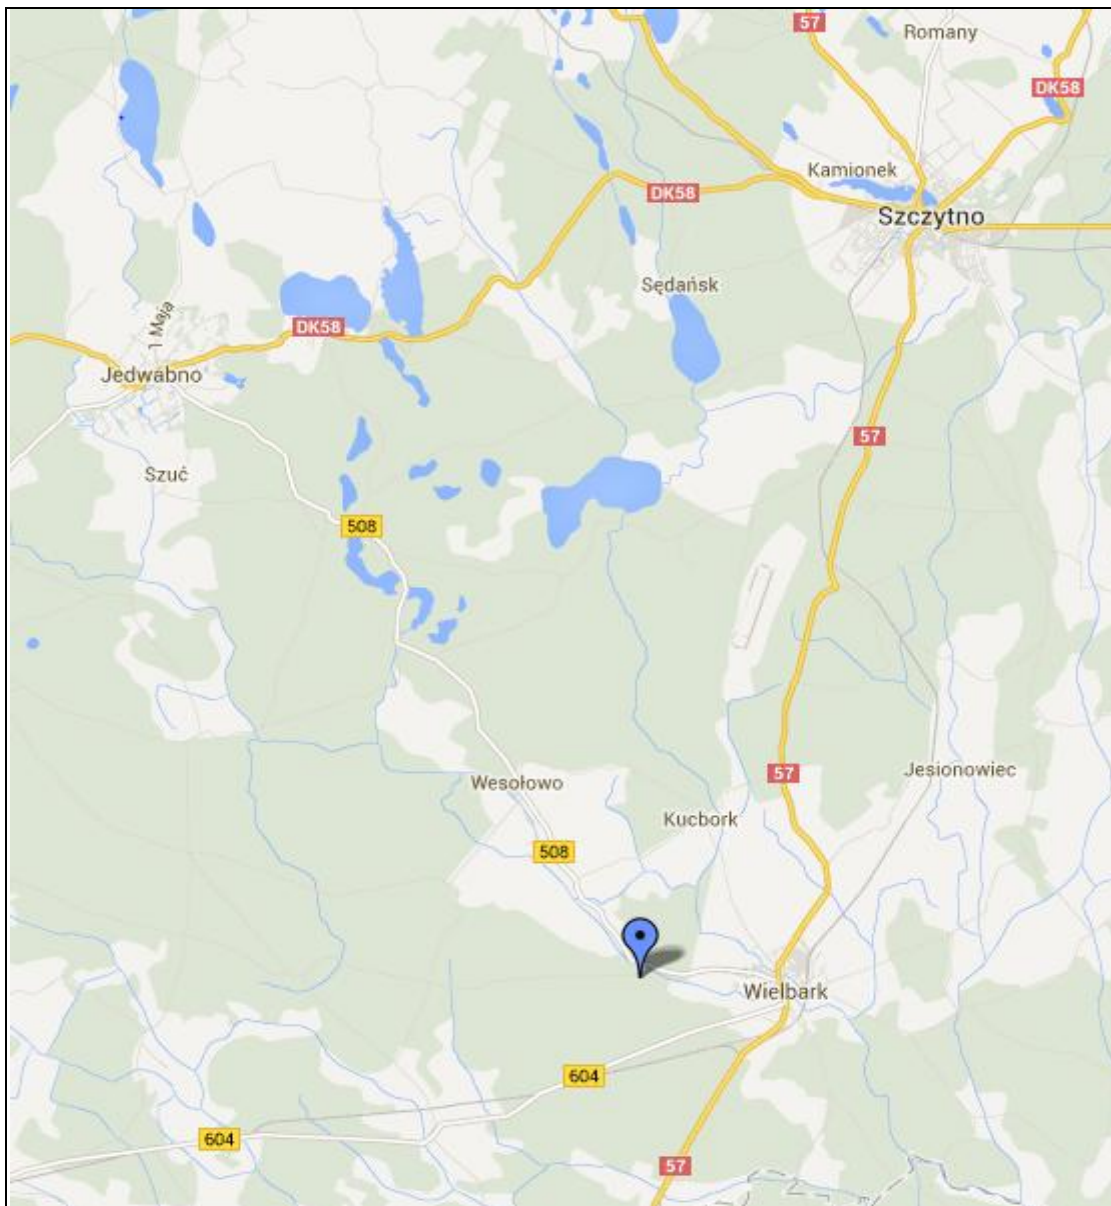 57
Romany
DK58
Kamionek
DK58
Szczytno
Sędańsk
1 Maja
DK58
Jedwabno
57
Szuć
508
57
Jesionowiec
Wesołowo
Kucbork
508
Wielbark
604
604
57